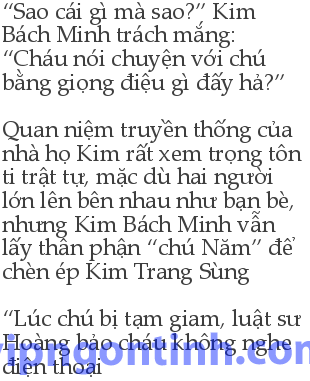 “Sao cái gì mà sao?” Kim
Bách Minh trách mắng:
“Cháu nói chuyện với chú
bằng giọng điệu gì đấy hả?”
Quan niệm truyền thống của
nhà họ Kim rất xem trọng tôn
ti trật tự, mặc dù hai người
lớn lên bên nhau như bạn bè,
nhưng Kim Bách Minh vẫn
lấy thân phận “chú Năm” để
chèn ép Kim Trang Sùng
“Lúc chú bị tạm giam, luật sư
Hoàng bảo cháu không nghe
điện thoại